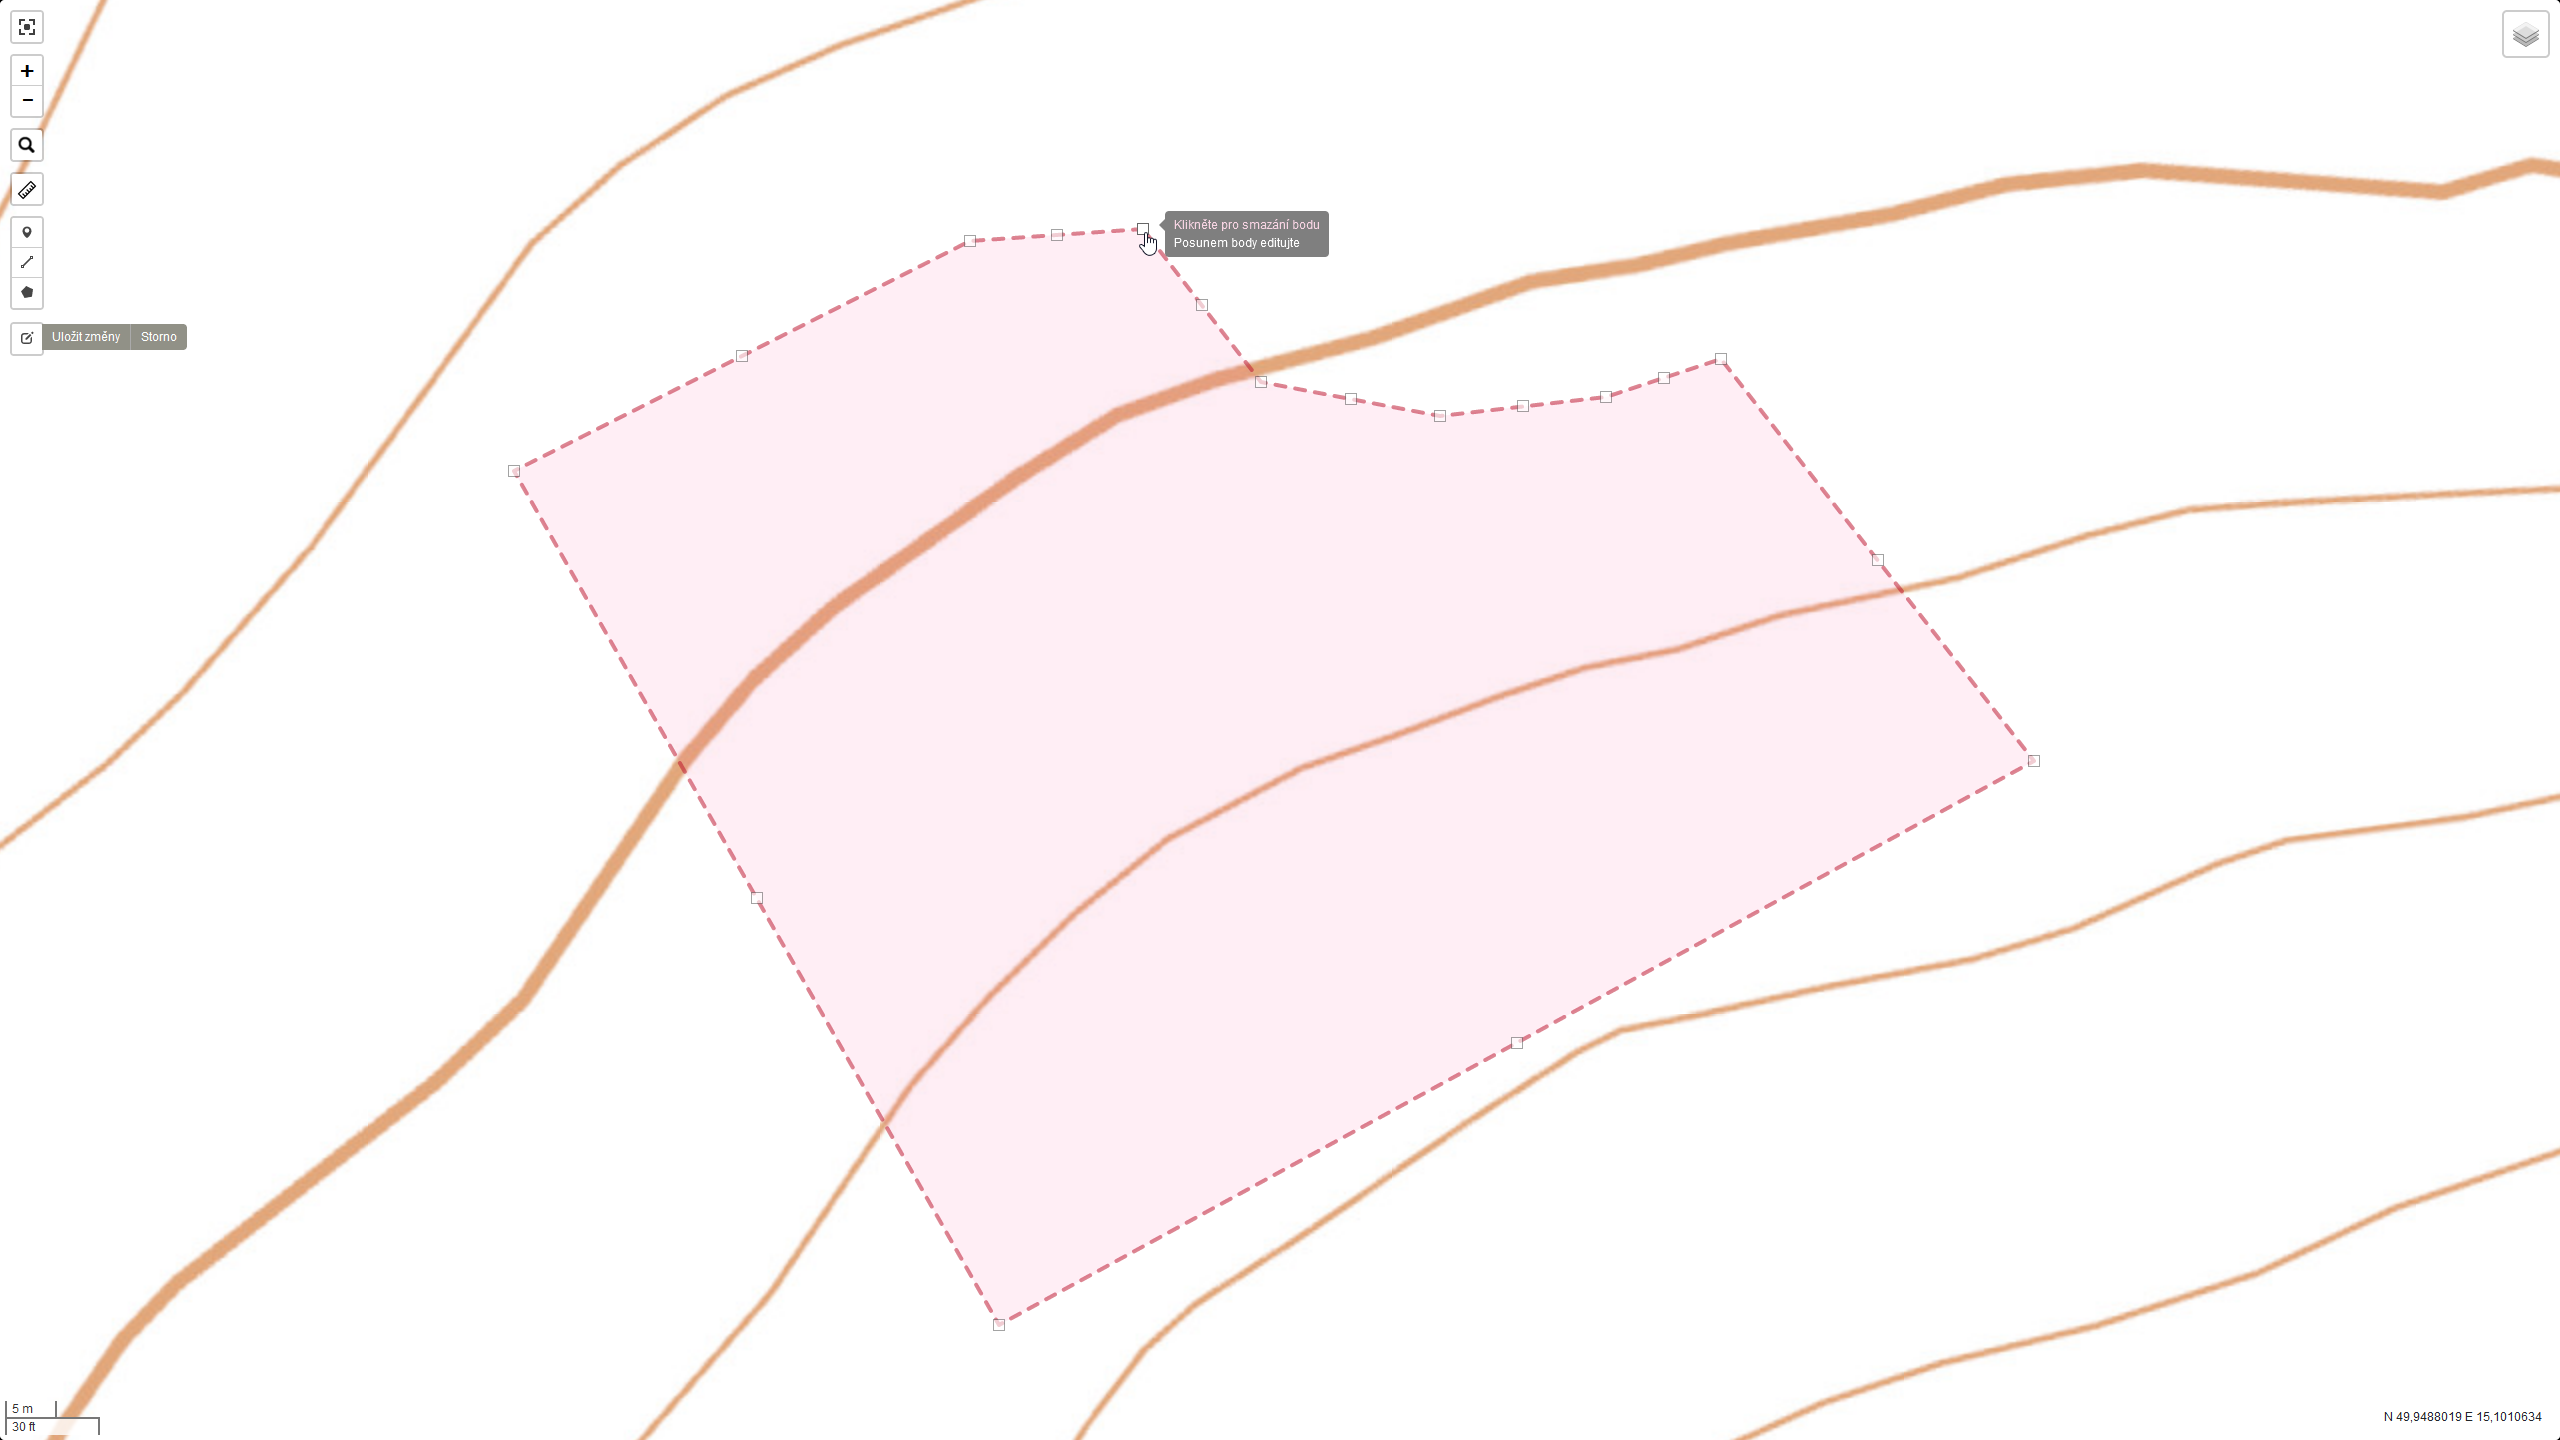 +
−
Klikněte pro smazání bodu
Posunem body editujte
Uložit změny Storno
5 m
30 ft
N 49,9488019 E 15,1010634